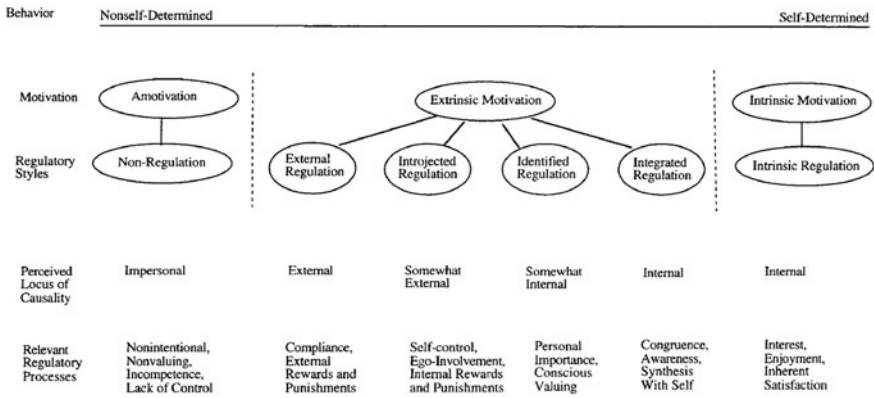 Behavior Nonself-Determined Self-Determined
Motivation Amotivation Extrinsic Motivation Intrinsic Motivation
Regulatory Styles
Non-Regulation
External Regulation
Introjected Regulation
Identified Regulation
Integrated Regulation
Intrinsic Regulation
Perceived Locus of Causality
Impersonal
External
Somewhat External
Somewhat Internal
Internal
Internal
Relevant Regulatory Processes
Nonintentional, Nonvaluing, Incompetence, Lack of Control
Compliance, External Rewards and Punishments
Self-control, Ego-Involvement, Internal Rewards and Punishments
Personal Importance, Conscious Valuing
Congruence, Awareness, Synthesis With Self
Interest, Enjoyment, Inherent Satisfaction